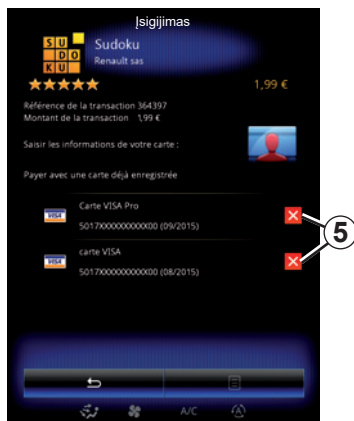 Įsigijimas
SU
DO
KU
Sudoku
Renault sas
1,99 €
Référence de la transaction 364397
Montant de la transaction 1,99 €
Saisir les informations de votre carte :
Payer avec une carte déjà enregistrée
VISA
Carte VISA Pro
5017XXXXXXXXXX00 (09/2015)
5
VISA
carte VISA
5017XXXXXXXXXX00 (08/2015)
A/C
A